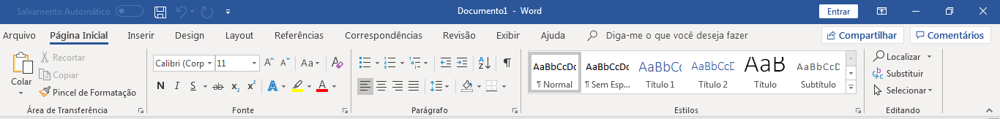 Salvamento Automático Documento1 - Word Entrar
Arquivo Página Inicial Inserir Design Layout Referências Correspondências Revisão Exibir Ajuda Diga-me o que você deseja fazer Compartilhar Comentários
Colar
Recortar
Copiar
Pincel de Formatação
Área de Transferência
Calibri (Corp 11 A A Aa A
N I S ab x₂ x² A A
Fonte
A Z ¶
Parágrafo
AaBbCcDc AaBbCcDc AaBbCc AaBbCcD AaB AaBbCcD
¶ Normal ¶ Sem Esp... Título 1 Título 2 Título Subtítulo
Estilos
Localizar
Substituir
Selecionar
Editando